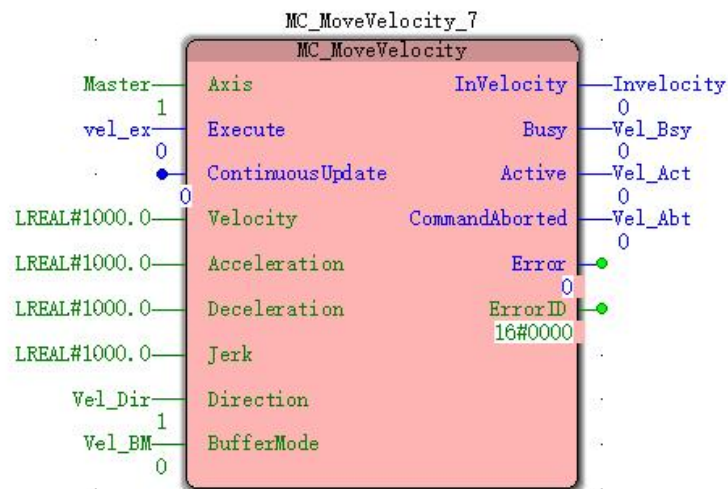 MC_MoveVelocity_7
MC_MoveVelocity
Master Axis InVelocity Invelocity
1 0
vel_ex Execute Busy Vel_Bsy
0 0
ContinuousUpdate Active Vel_Act
0 0
LREAL#1000.0 Velocity CommandAborted Vel_Abt
0
LREAL#1000.0 Acceleration Error
0
LREAL#1000.0 Deceleration ErrorID
16#0000
LREAL#1000.0 Jerk
Vel_Dir Direction
1
Vel_BM BufferMode
0